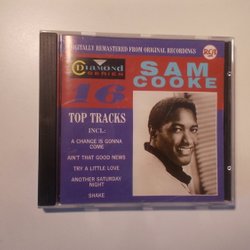 DIGITALLY REMASTERED FROM ORIGINAL RECORDINGS
RCA
DIAMOND
SERIES
SAM
COOKE
16
TOP TRACKS
INCL:
A CHANGE IS GONNA
COME
AIN'T THAT GOOD NEWS
TRY A LITTLE LOVE
ANOTHER SATURDAY
NIGHT
SHAKE